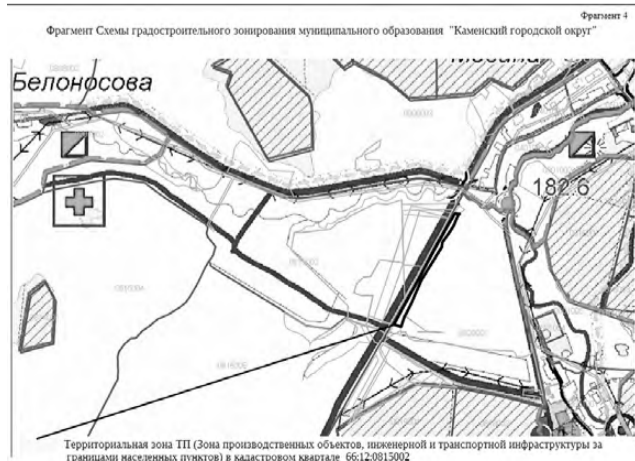 Фрагмент 4
Фрагмент Схемы градостроительного зонирования муниципального образования "Каменский городской округ"
Белоносова
182.6
Территориальная зона ТП (Зона производственных объектов, инженерной и транспортной инфраструктуры за
границами населенных пунктов) в кадастровом квартале 66:12:0815002